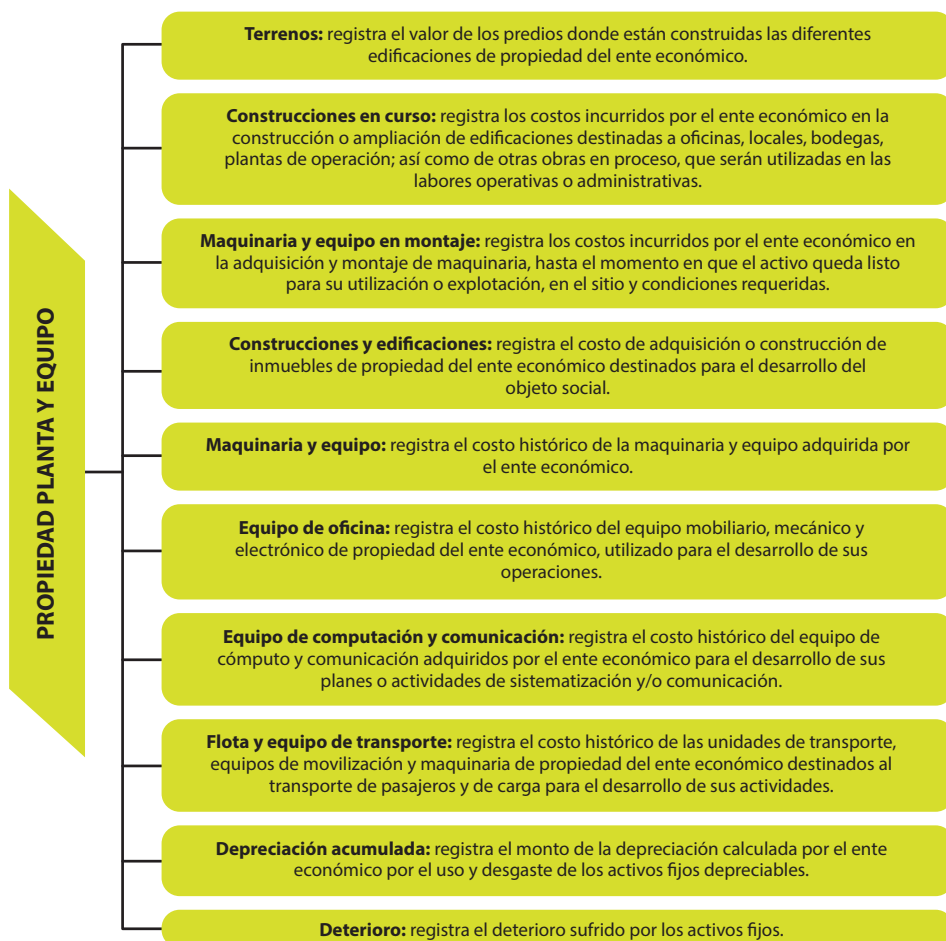 PROPIEDAD PLANTA Y EQUIPO
Terrenos: registra el valor de los predios donde están construidas las diferentes
edificaciones de propiedad del ente económico.
Construcciones en curso: registra los costos incurridos por el ente económico en la
construcción o ampliación de edificaciones destinadas a oficinas, locales, bodegas,
plantas de operación; así como de otras obras en proceso, que serán utilizadas en las
labores operativas o administrativas.
Maquinaria y equipo en montaje: registra los costos incurridos por el ente económico en
la adquisición y montaje de maquinaria, hasta el momento en que el activo queda listo
para su utilización o explotación, en el sitio y condiciones requeridas.
Construcciones y edificaciones: registra el costo de adquisición o construcción de
inmuebles de propiedad del ente económico destinados para el desarrollo del
objeto social.
Maquinaria y equipo: registra el costo histórico de la maquinaria y equipo adquirida por
el ente económico.
Equipo de oficina: registra el costo histórico del equipo mobiliario, mecánico y
electrónico de propiedad del ente económico, utilizado para el desarrollo de sus
operaciones.
Equipo de computación y comunicación: registra el costo histórico del equipo de
cómputo y comunicación adquiridos por el ente económico para el desarrollo de sus
planes o actividades de sistematización y/o comunicación.
Flota y equipo de transporte: registra el costo histórico de las unidades de transporte,
equipos de movilización y maquinaria de propiedad del ente económico destinados al
transporte de pasajeros y de carga para el desarrollo de sus actividades.
Depreciación acumulada: registra el monto de la depreciación calculada por el ente
económico por el uso y desgaste de los activos fijos depreciables.
Deterioro: registra el deterioro sufrido por los activos fijos.